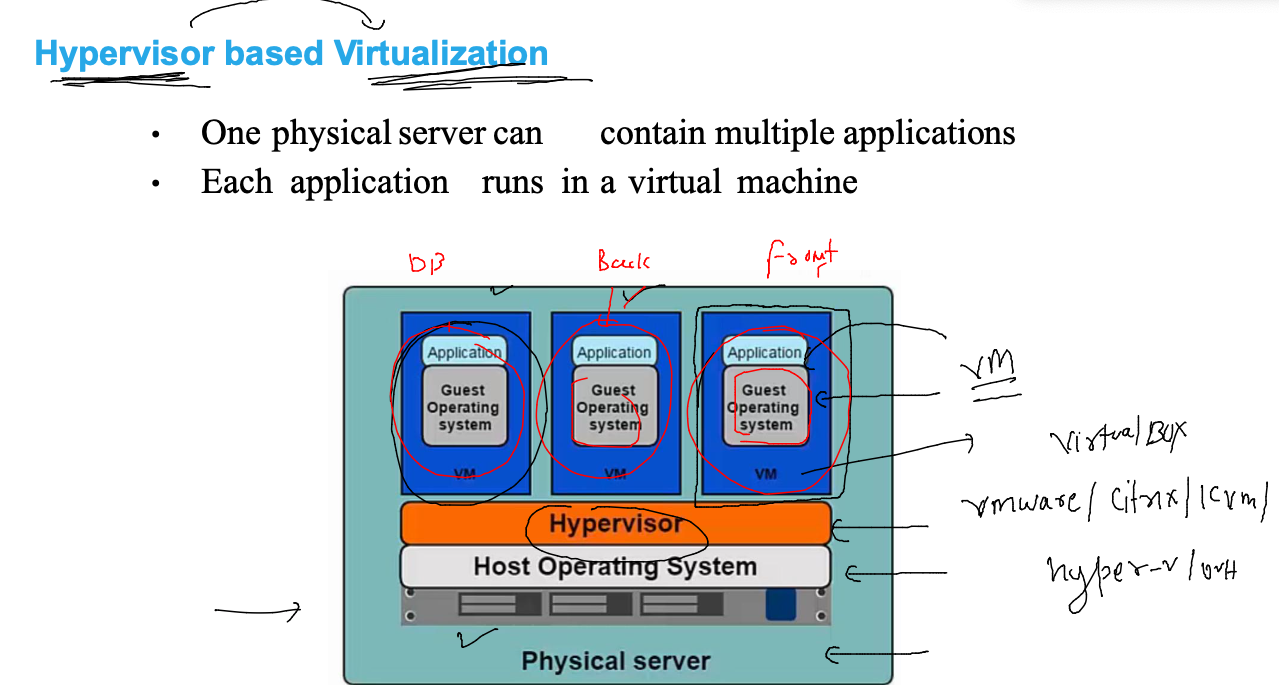 Hypervisor based Virtualization
• One physical server can contain multiple applications
• Each application runs in a virtual machine
DB Back Front
Application Application Application
Guest Guest Guest
Operating Operating Operating
system system system
VM VM VM
VM
VirtualBox
Hypervisor
vmware/ Citrix/ KVM/
Host Operating System
hyper-v/
Physical server